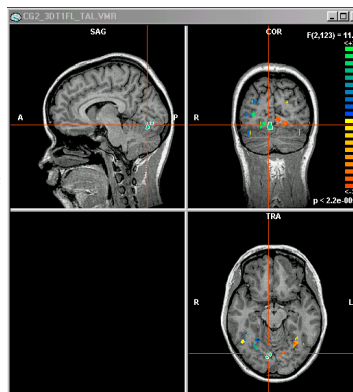 CG2_3DT1FL_TAL.VMR
SAG
A
P
COR
F(2,123) = 11.
R
<-
p < 2.2e-00
TRA
R
L